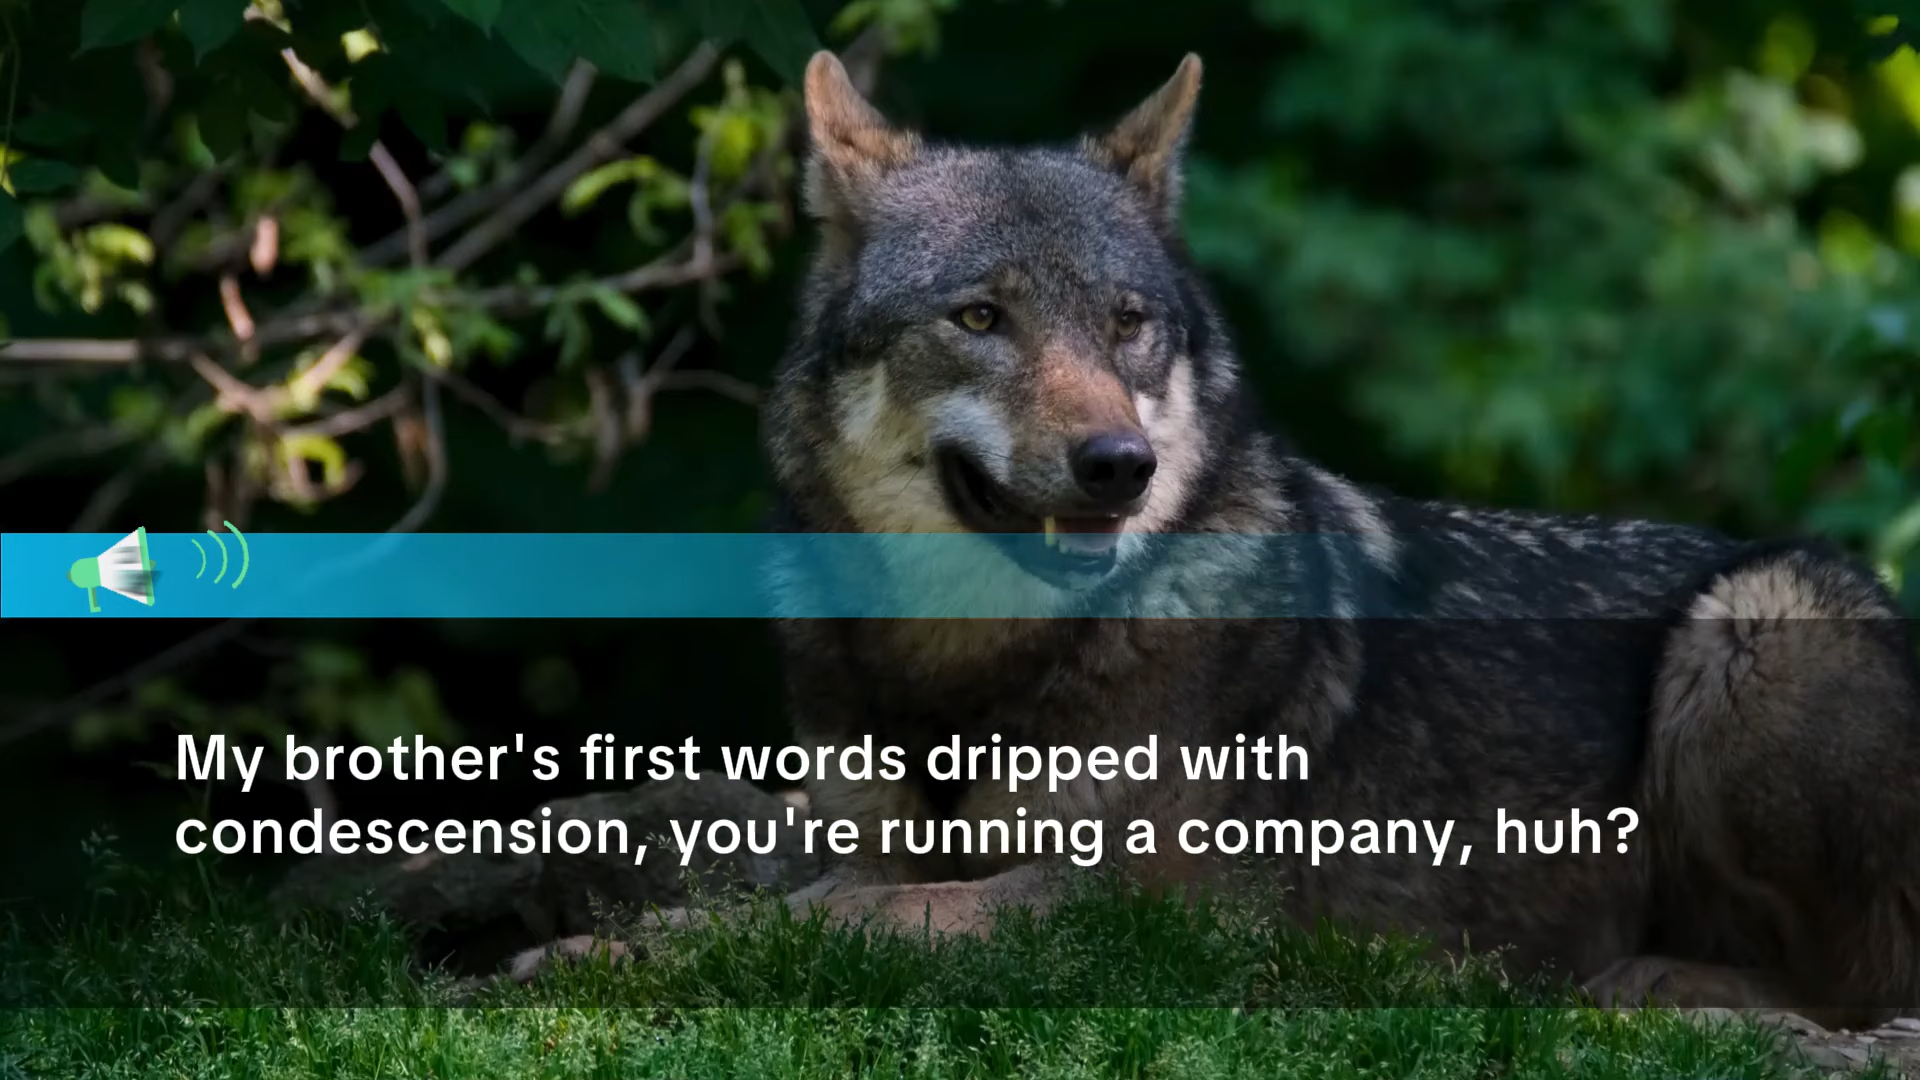 My brother's first words dripped with
condescension, you're running a company, huh?